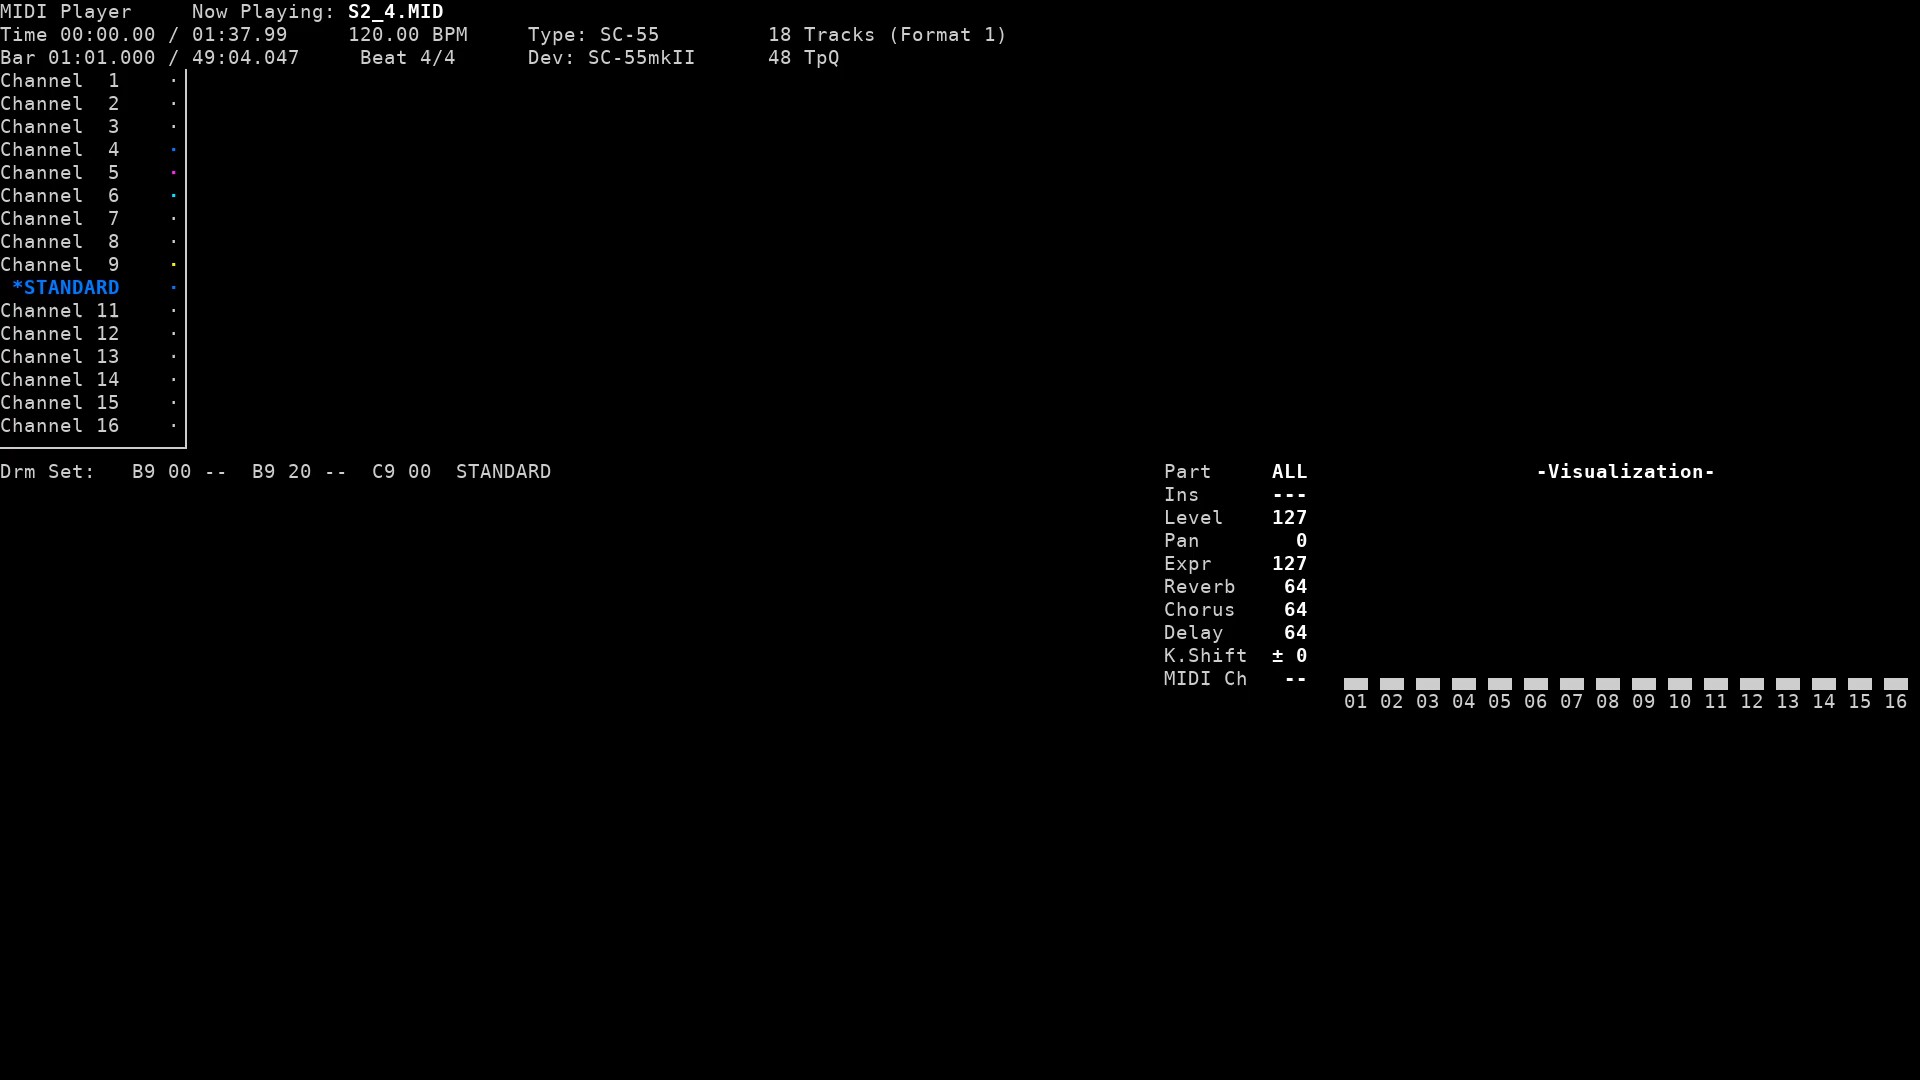 MIDI Player     Now Playing: S2_4.MID
Time 00:00.00 / 01:37.99     120.00 BPM     Type: SC-55         18 Tracks (Format 1)
Bar 01:01.000 / 49:04.047     Beat 4/4      Dev: SC-55mkII      48 TpQ
Channel  1    ·
Channel  2    ·
Channel  3    ·
Channel  4    ·
Channel  5    ·
Channel  6    ·
Channel  7    ·
Channel  8    ·
Channel  9    ·
*STANDARD    ·
Channel 11    ·
Channel 12    ·
Channel 13    ·
Channel 14    ·
Channel 15    ·
Channel 16    ·
Drm Set:   B9 00 --  B9 20 --  C9 00  STANDARD
Part     ALL
Ins      ---
Level    127
Pan        0
Expr     127
Reverb    64
Chorus    64
Delay     64
K.Shift  ± 0
MIDI Ch   --
-Visualization-
01 02 03 04 05 06 07 08 09 10 11 12 13 14 15 16